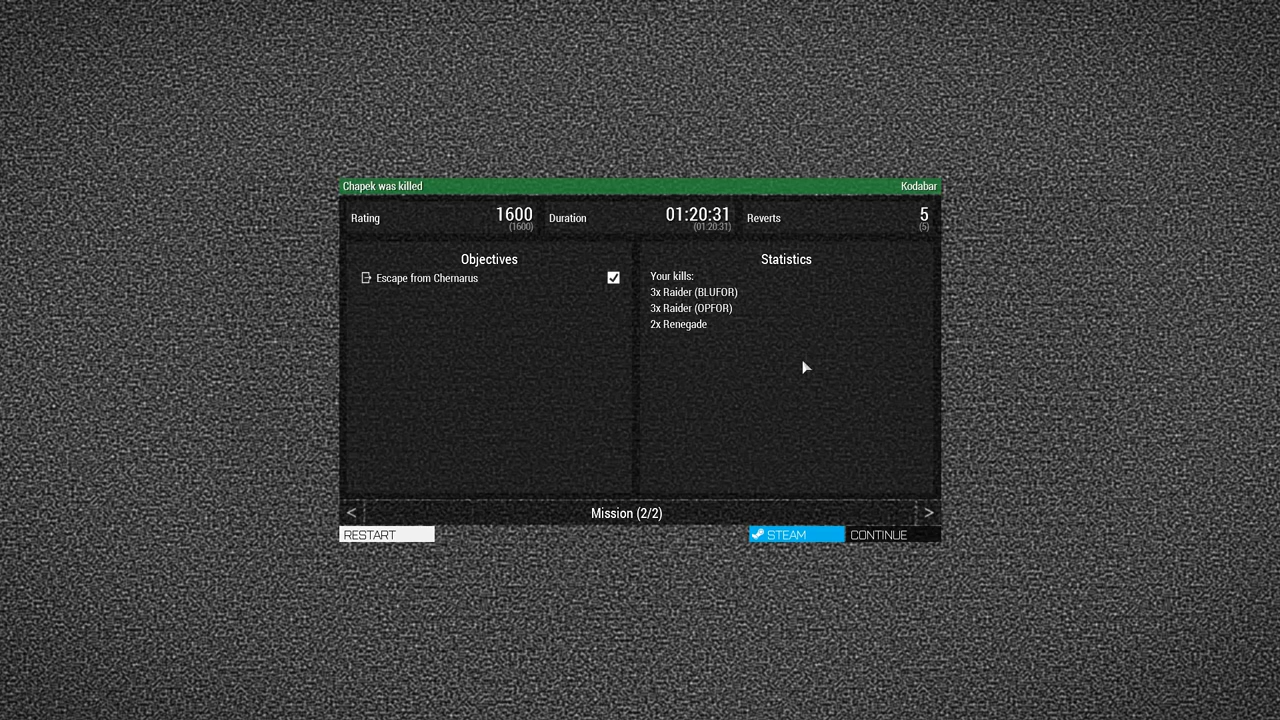 Chapek was killed Kodabar
Rating 1600 (1600) Duration 01:20:31 (01:20:31) Reverts 5 (5)
Objectives
Escape from Chernarus
Statistics
Your kills:
3x Raider (BLUFOR)
3x Raider (OPFOR)
2x Renegade
< Mission (2/2) >
RESTART STEAM CONTINUE